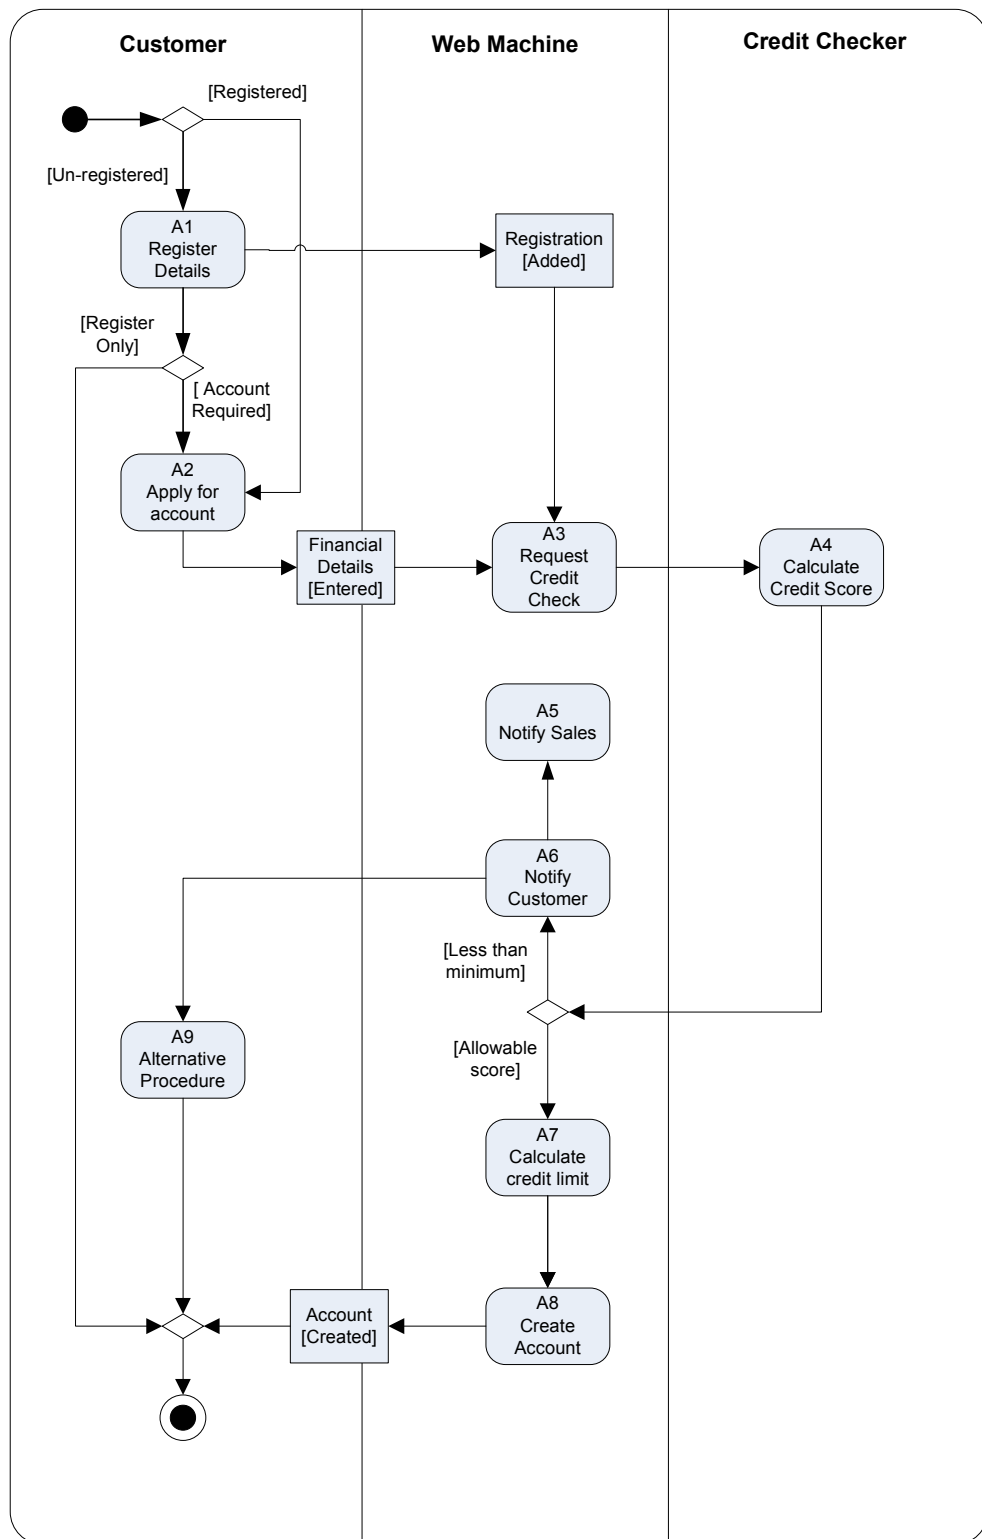 Customer
Web Machine
Credit Checker
[Registered]
[Un-registered]
A1
Register
Details
Registration
[Added]
[Register
Only]
[ Account
Required]
A2
Apply for
account
Financial
Details
[Entered]
A3
Request
Credit
Check
A4
Calculate
Credit Score
A5
Notify Sales
A6
Notify
Customer
[Less than
minimum]
A9
Alternative
Procedure
[Allowable
score]
A7
Calculate
credit limit
Account
[Created]
A8
Create
Account